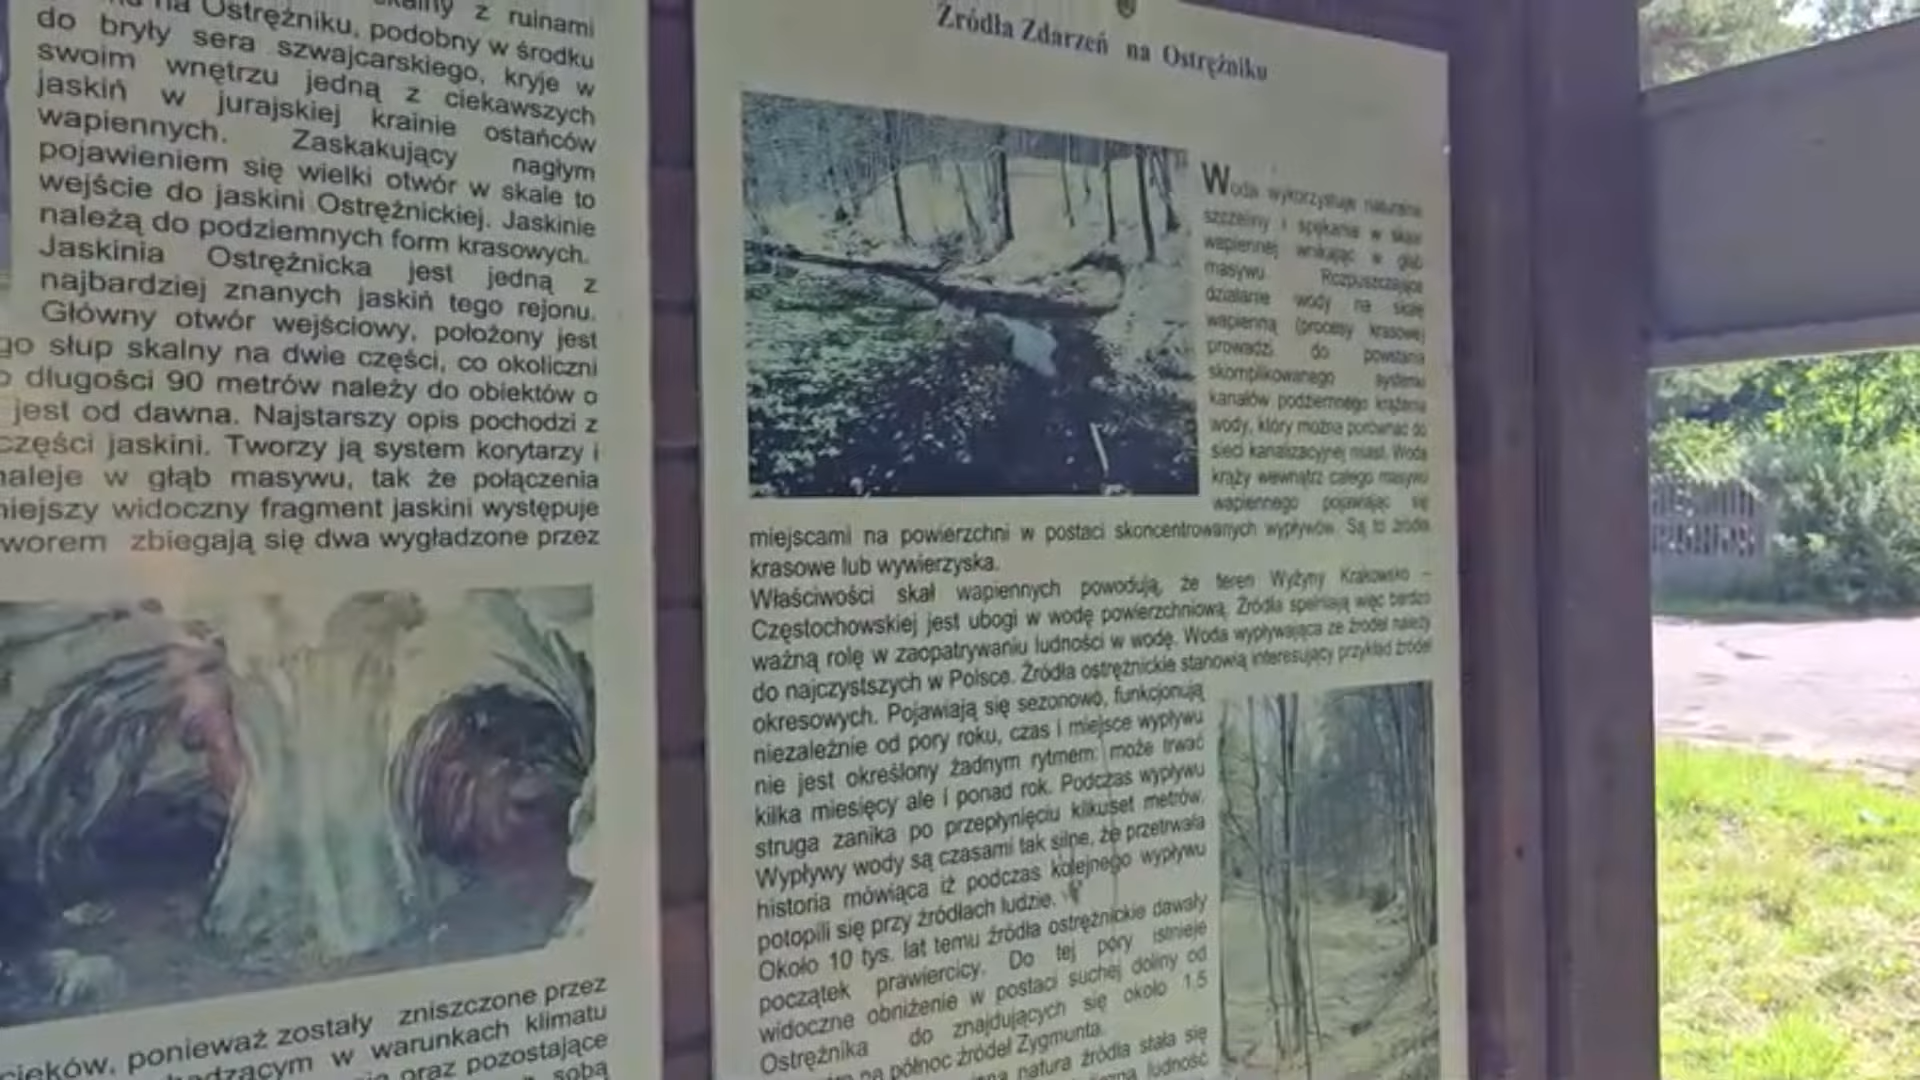 na Ostrężniku, podobny w środku
z ruinami
do bryły sera szwajcarskiego, kryje w
swoim wnętrzu jedną z ciekawszych
jaskiń w jurajskiej krainie ostańców
wapiennych. Zaskakujący nagłym
pojawieniem się wielki otwór w skale to
wejście do jaskini Ostrężnickiej. Jaskinie
należą do podziemnych form krasowych.
Jaskinia Ostrężnicka jest jedną z
najbardziej znanych jaskiń tego rejonu.
Główny otwór wejściowy, położony jest
go słup skalny na dwie części, co okoliczni
o długości 90 metrów należy do obiektów o
jest od dawna. Najstarszy opis pochodzi z
części jaskini. Tworzy ją system korytarzy i
maleje w głąb masywu, tak że połączenia
niejszy widoczny fragment jaskini występuje
tworem zbiegają się dwa wygładzone przez
cieków, ponieważ zostały zniszczone przez
w warunkach klimatu
oraz pozostające
sobą
Źródła Zdarzeń na Ostrężniku
Woda wykorzystuje naturalne
szczeliny i spękania w skale
wapiennej wnikając w głąb
masywu. Rozpuszczające
działanie wody na skałę
wapienną (procesy krasowe)
prowadzi do powstania
skomplikowanego systemu
kanałów podziemnego krążenia
wody, który można porównać do
sieci kanalizacyjnej miast. Woda
krąży wewnątrz całego masywu
wapiennego pojawiając się
miejscami na powierzchni w postaci skoncentrowanych wypływów. Są to źródła
krasowe lub wywierzyska.
Właściwości skał wapiennych powodują, że teren Wyżyny Krakowsko –
Częstochowskiej jest ubogi w wodę powierzchniową. Źródła spełniają więc bardzo
ważną rolę w zaopatrywaniu ludności w wodę. Woda wypływająca ze źródeł należy
do najczystszych w Polsce. Źródła ostrężnickie stanowią interesujący przykład źródeł
okresowych. Pojawiają się sezonowo, funkcjonują
niezależnie od pory roku, czas i miejsce wypływu
nie jest określony żadnym rytmem: może trwać
kilka miesięcy ale i ponad rok. Podczas wypływu
struga zanika po przepłynięciu kilkuset metrów.
Wypływy wody są czasami tak silne, że przetrwała
historia mówiąca iż podczas kolejnego wypływu
potopili się przy źródłach ludzie.
Około 10 tys. lat temu źródła ostrężnickie dawały
początek prawiercicy. Do tej pory istnieje
widoczne obniżenie w postaci suchej doliny od
Ostrężnika do znajdujących się około 1.5
na północ źródeł Zygmunta.
natura źródła stała się
ludność